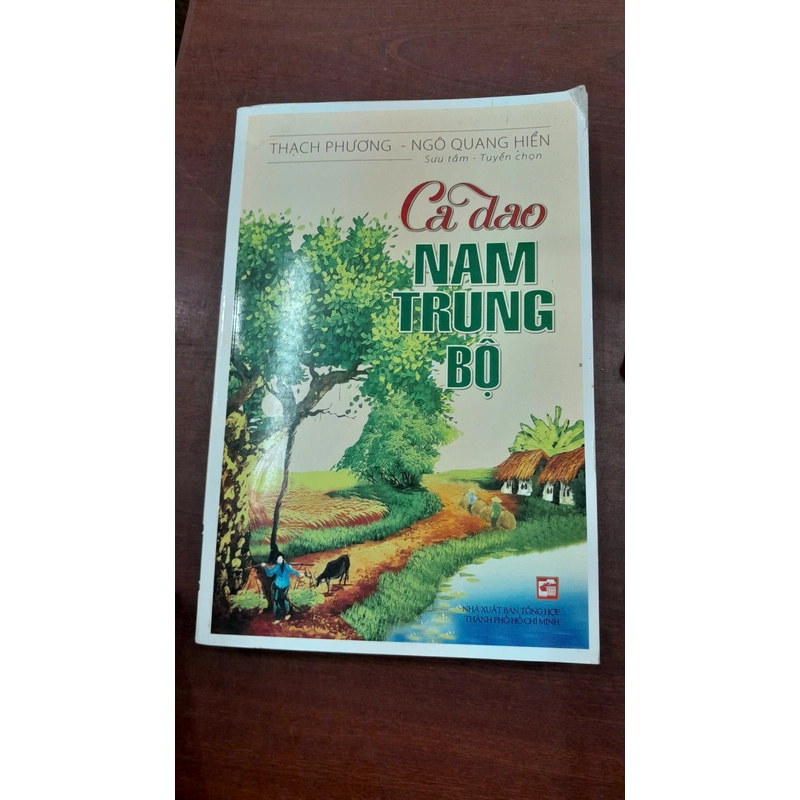 THẠCH PHƯƠNG - NGÔ QUANG HIỂN
Sưu tầm - Tuyển chọn
Ca dao
NAM
TRUNG
BỘ
NHÀ XUẤT BẢN TỔNG HỢP
THÀNH PHỐ HỒ CHÍ MINH